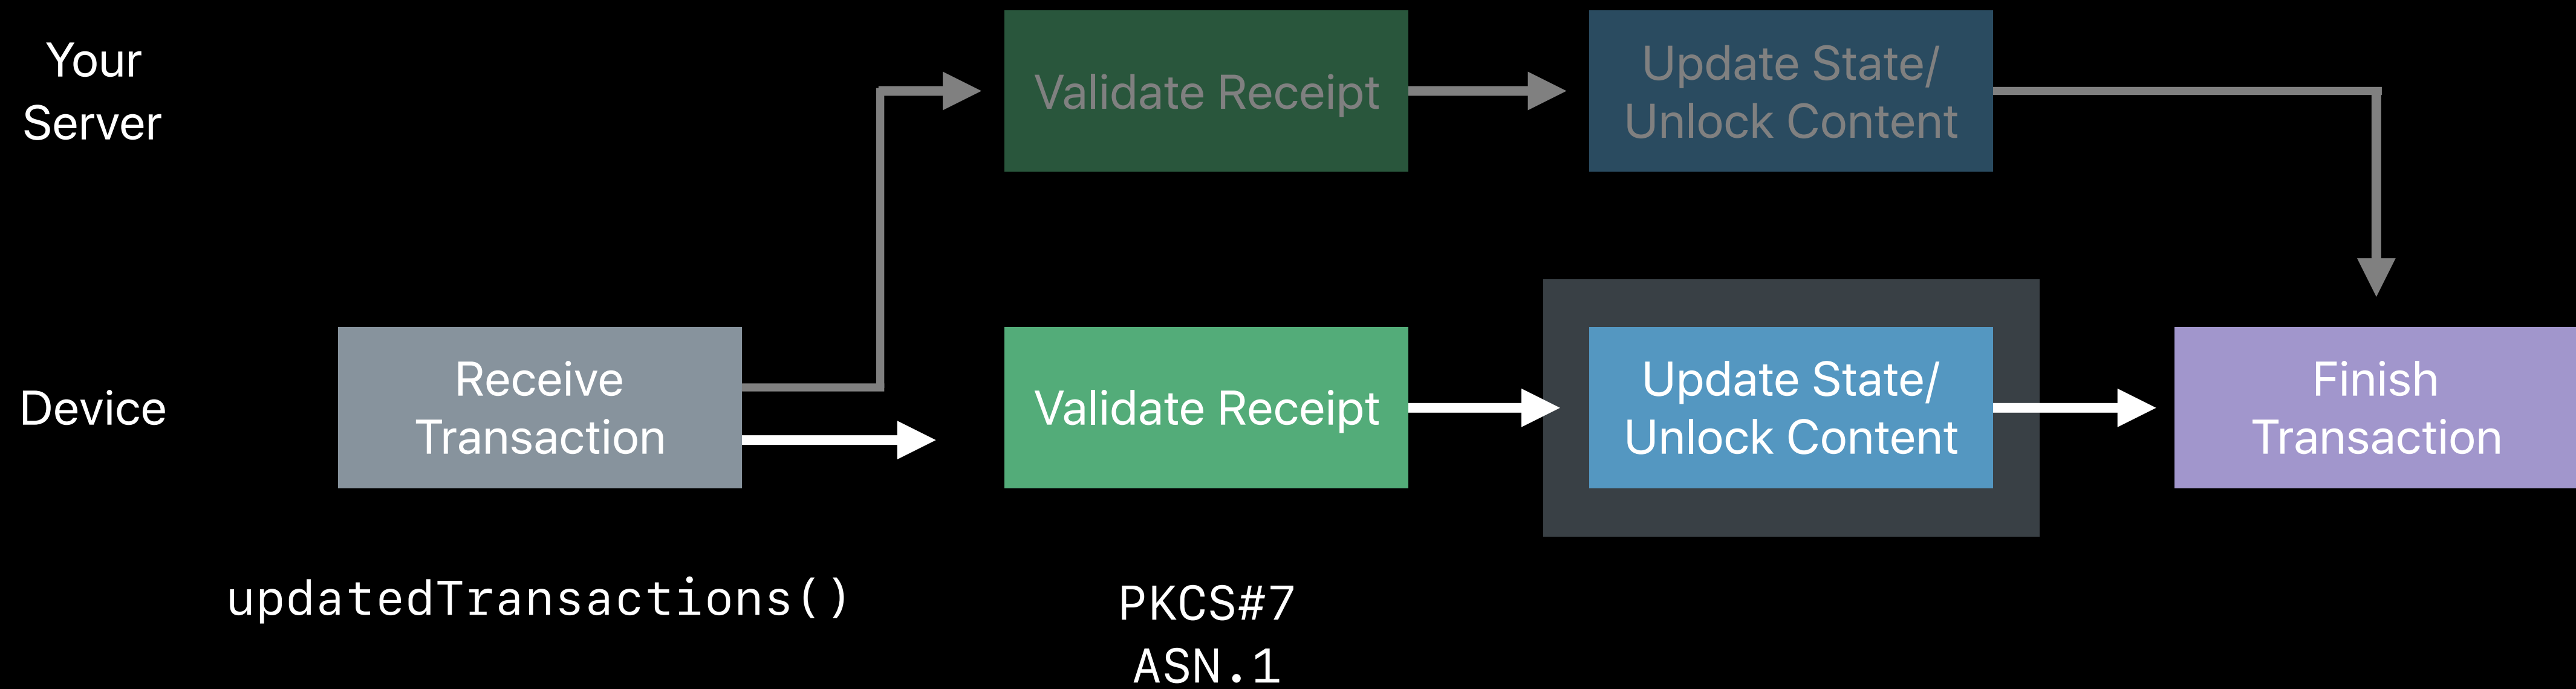 Your
Server
Validate Receipt
Update State/
Unlock Content
Device
Receive
Transaction
Validate Receipt
Update State/
Unlock Content
Finish
Transaction
updatedTransactions()
PKCS#7
ASN.1